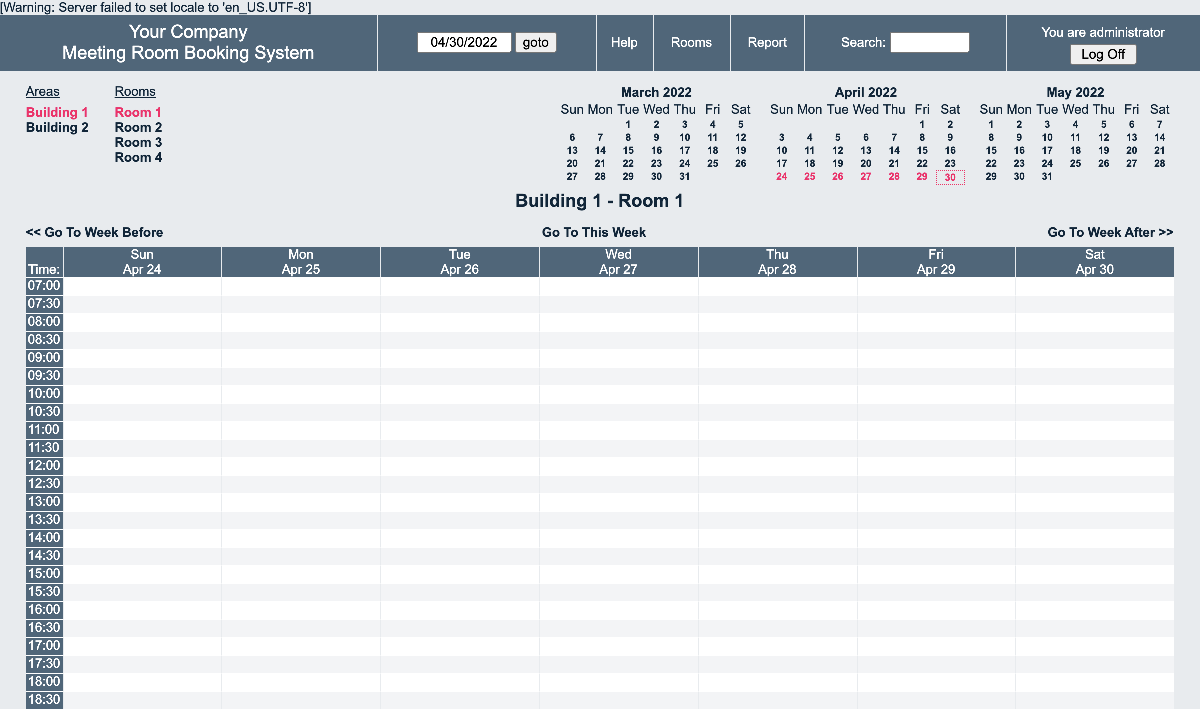 [Warning: Server failed to set locale to 'en_US.UTF-8']
Your Company
Meeting Room Booking System
04/30/2022 goto
Help
Rooms
Report
Search:
You are administrator
Log Off
Areas
Building 1
Building 2
Rooms
Room 1
Room 2
Room 3
Room 4
March 2022
Sun Mon Tue Wed Thu Fri Sat
1 2 3 4 5
6 7 8 9 10 11 12
13 14 15 16 17 18 19
20 21 22 23 24 25 26
27 28 29 30 31
April 2022
Sun Mon Tue Wed Thu Fri Sat
1 2
3 4 5 6 7 8 9
10 11 12 13 14 15 16
17 18 19 20 21 22 23
24 25 26 27 28 29 30
May 2022
Sun Mon Tue Wed Thu Fri Sat
1 2 3 4 5 6 7
8 9 10 11 12 13 14
15 16 17 18 19 20 21
22 23 24 25 26 27 28
29 30 31
Building 1 - Room 1
<< Go To Week Before
Go To This Week
Go To Week After >>
Time:
Sun
Apr 24
Mon
Apr 25
Tue
Apr 26
Wed
Apr 27
Thu
Apr 28
Fri
Apr 29
Sat
Apr 30
07:00
07:30
08:00
08:30
09:00
09:30
10:00
10:30
11:00
11:30
12:00
12:30
13:00
13:30
14:00
14:30
15:00
15:30
16:00
16:30
17:00
17:30
18:00
18:30